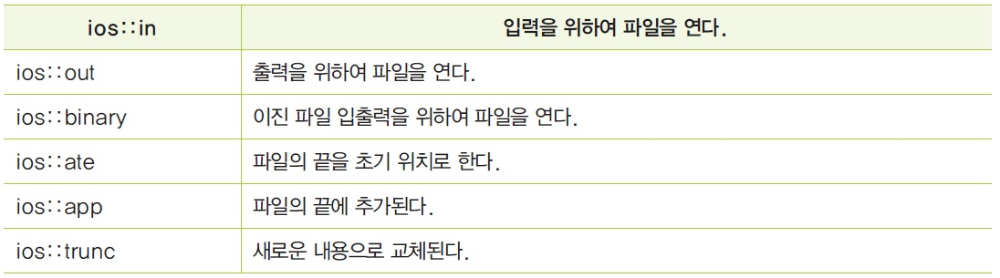 ios::in 입력을 위하여 파일을 연다.
ios::out 출력을 위하여 파일을 연다.
ios::binary 이진 파일 입출력을 위하여 파일을 연다.
ios::ate 파일의 끝을 초기 위치로 한다.
ios::app 파일의 끝에 추가된다.
ios::trunc 새로운 내용으로 교체된다.